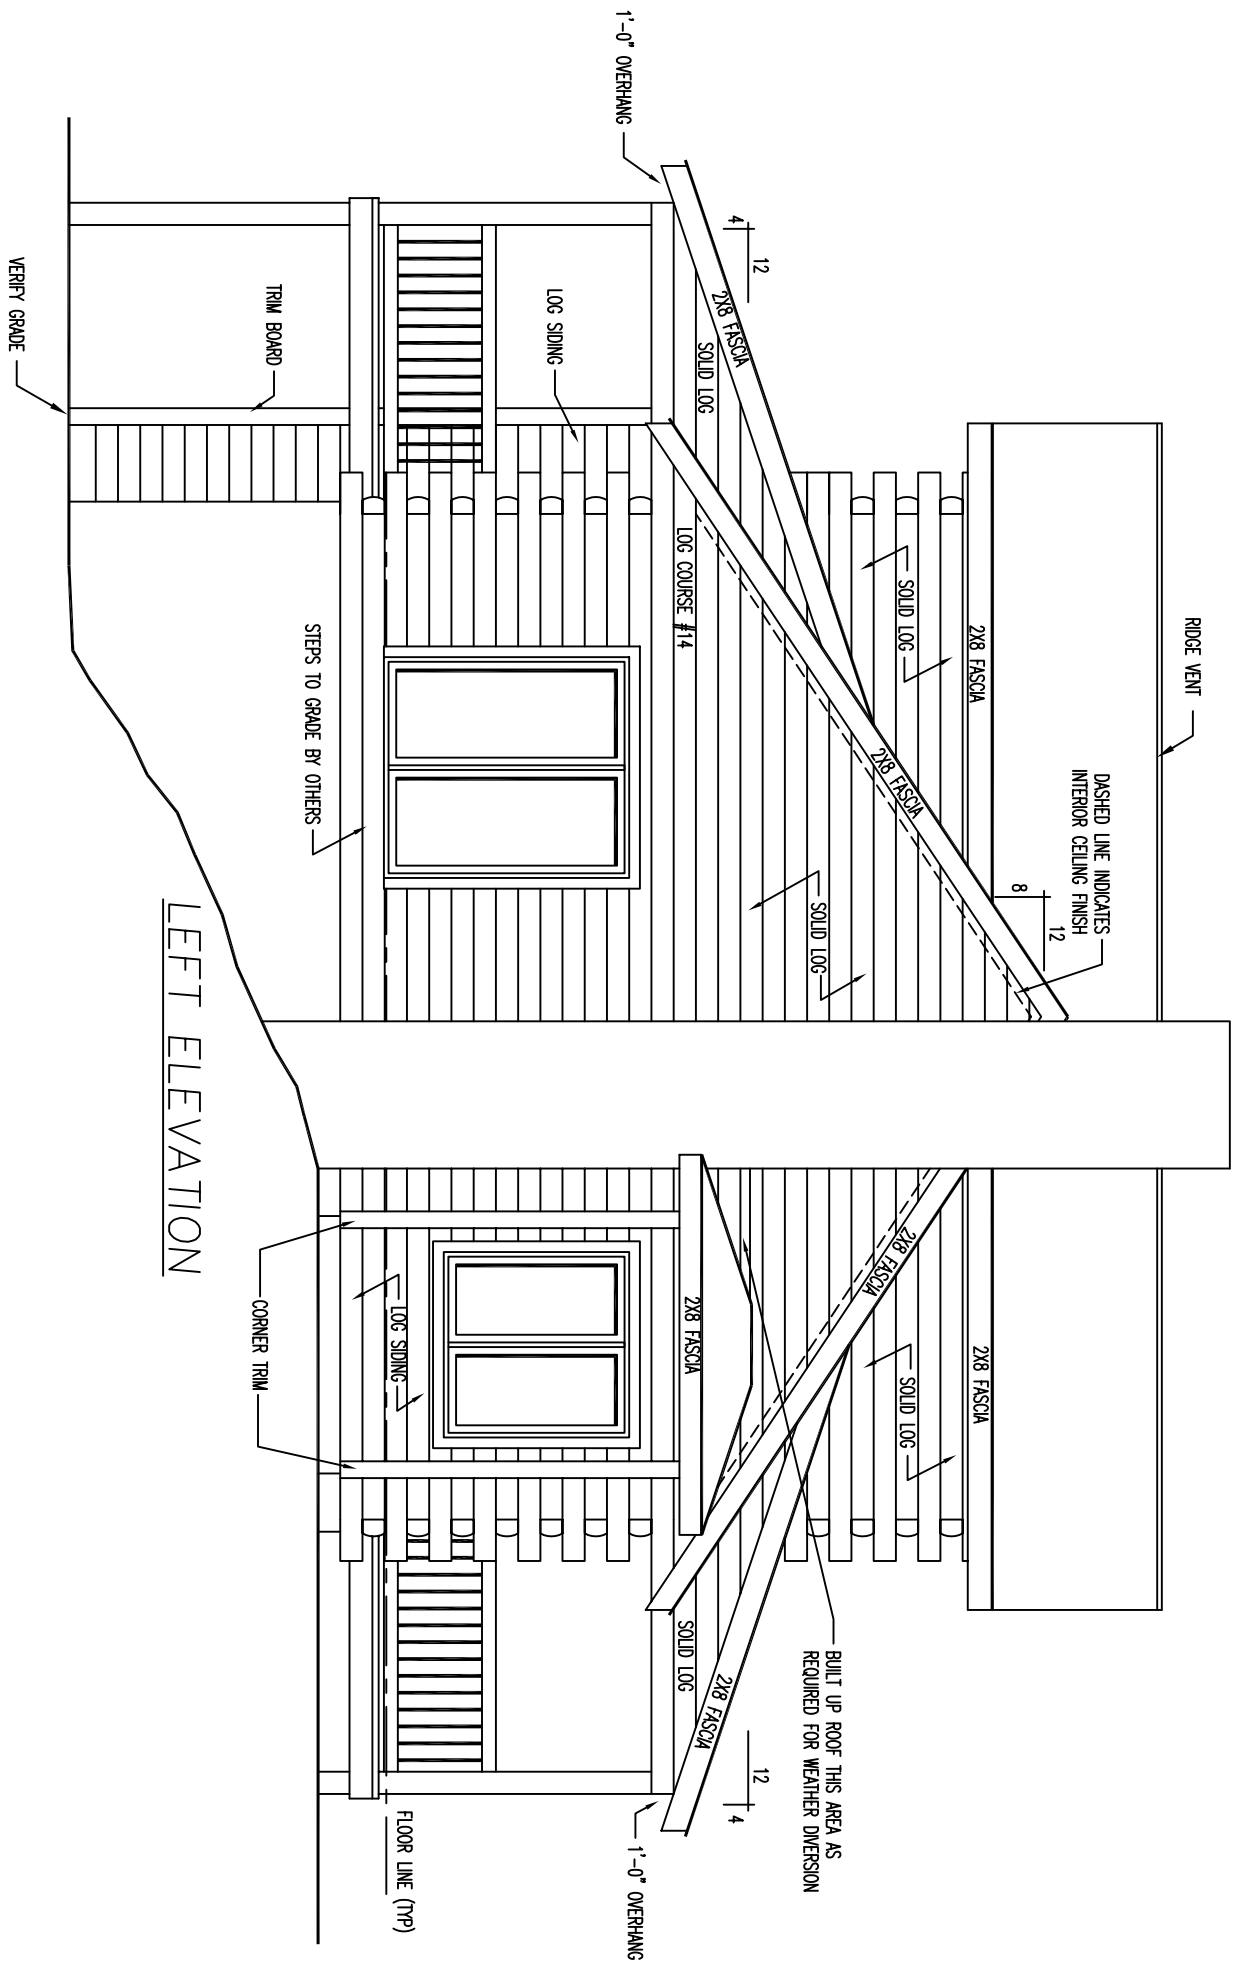 RIDGE VENT
DASHED LINE INDICATES
INTERIOR CEILING FINISH
8
12
2X8 FASCIA
2X8 FASCIA
SOLID LOG
SOLID LOG
2X8 FASCIA
2X8 FASCIA
SOLID LOG
BUILT UP ROOF THIS AREA AS
REQUIRED FOR WEATHER DIVERSION
4
12
12
4
2X8 FASCIA
2X8 FASCIA
2X8 FASCIA
SOLID LOG
LOG COURSE #14
SOLID LOG
1'-0" OVERHANG
1'-0" OVERHANG
LOG SIDING
LOG SIDING
FLOOR LINE (TYP)
STEPS TO GRADE BY OTHERS
TRIM BOARD
CORNER TRIM
VERIFY GRADE
LEFT ELEVATION